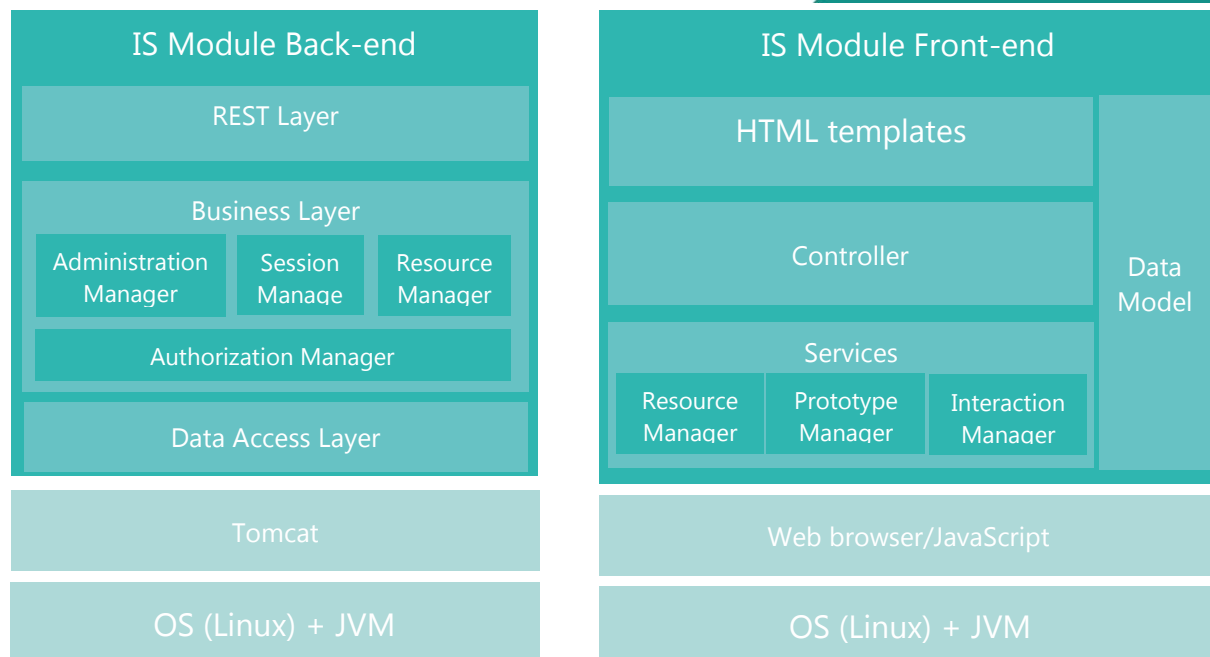 IS Module Back-end
REST Layer
Business Layer
Administration
Manager
Session
Manage
Resource
Manager
Authorization Manager
Data Access Layer
Tomcat
OS (Linux) + JVM
IS Module Front-end
HTML templates
Controller
Services
Resource
Manager
Prototype
Manager
Interaction
Manager
Data
Model
Web browser/JavaScript
OS (Linux) + JVM